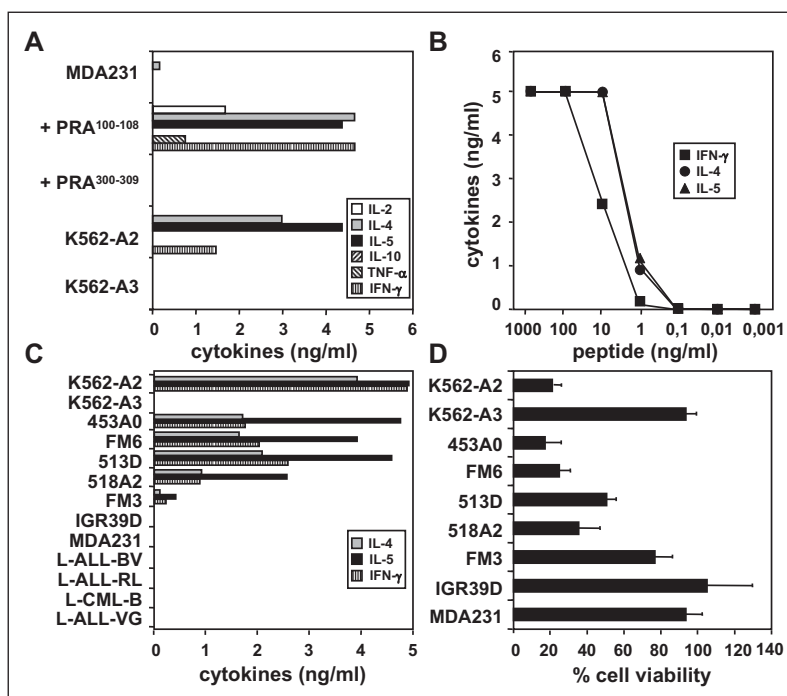 A
MDA231
+ PRA100-108
+ PRA300-309
K562-A2
K562-A3
IL-2
IL-4
IL-5
IL-10
TNF-α
IFN-γ
0 1 2 3 4 5 6
cytokines (ng/ml)
B
cytokines (ng/ml)
6
5
4
3
2
1
0
IFN-γ
IL-4
IL-5
1000 100 10 1 0,1 0,01 0,001
peptide (ng/ml)
C
K562-A2
K562-A3
453A0
FM6
513D
518A2
FM3
IGR39D
MDA231
L-ALL-BV
L-ALL-RL
L-CML-B
L-ALL-VG
IL-4
IL-5
IFN-γ
0 1 2 3 4 5
cytokines (ng/ml)
D
K562-A2
K562-A3
453A0
FM6
513D
518A2
FM3
IGR39D
MDA231
0 20 40 60 80 100 120 140
% cell viability